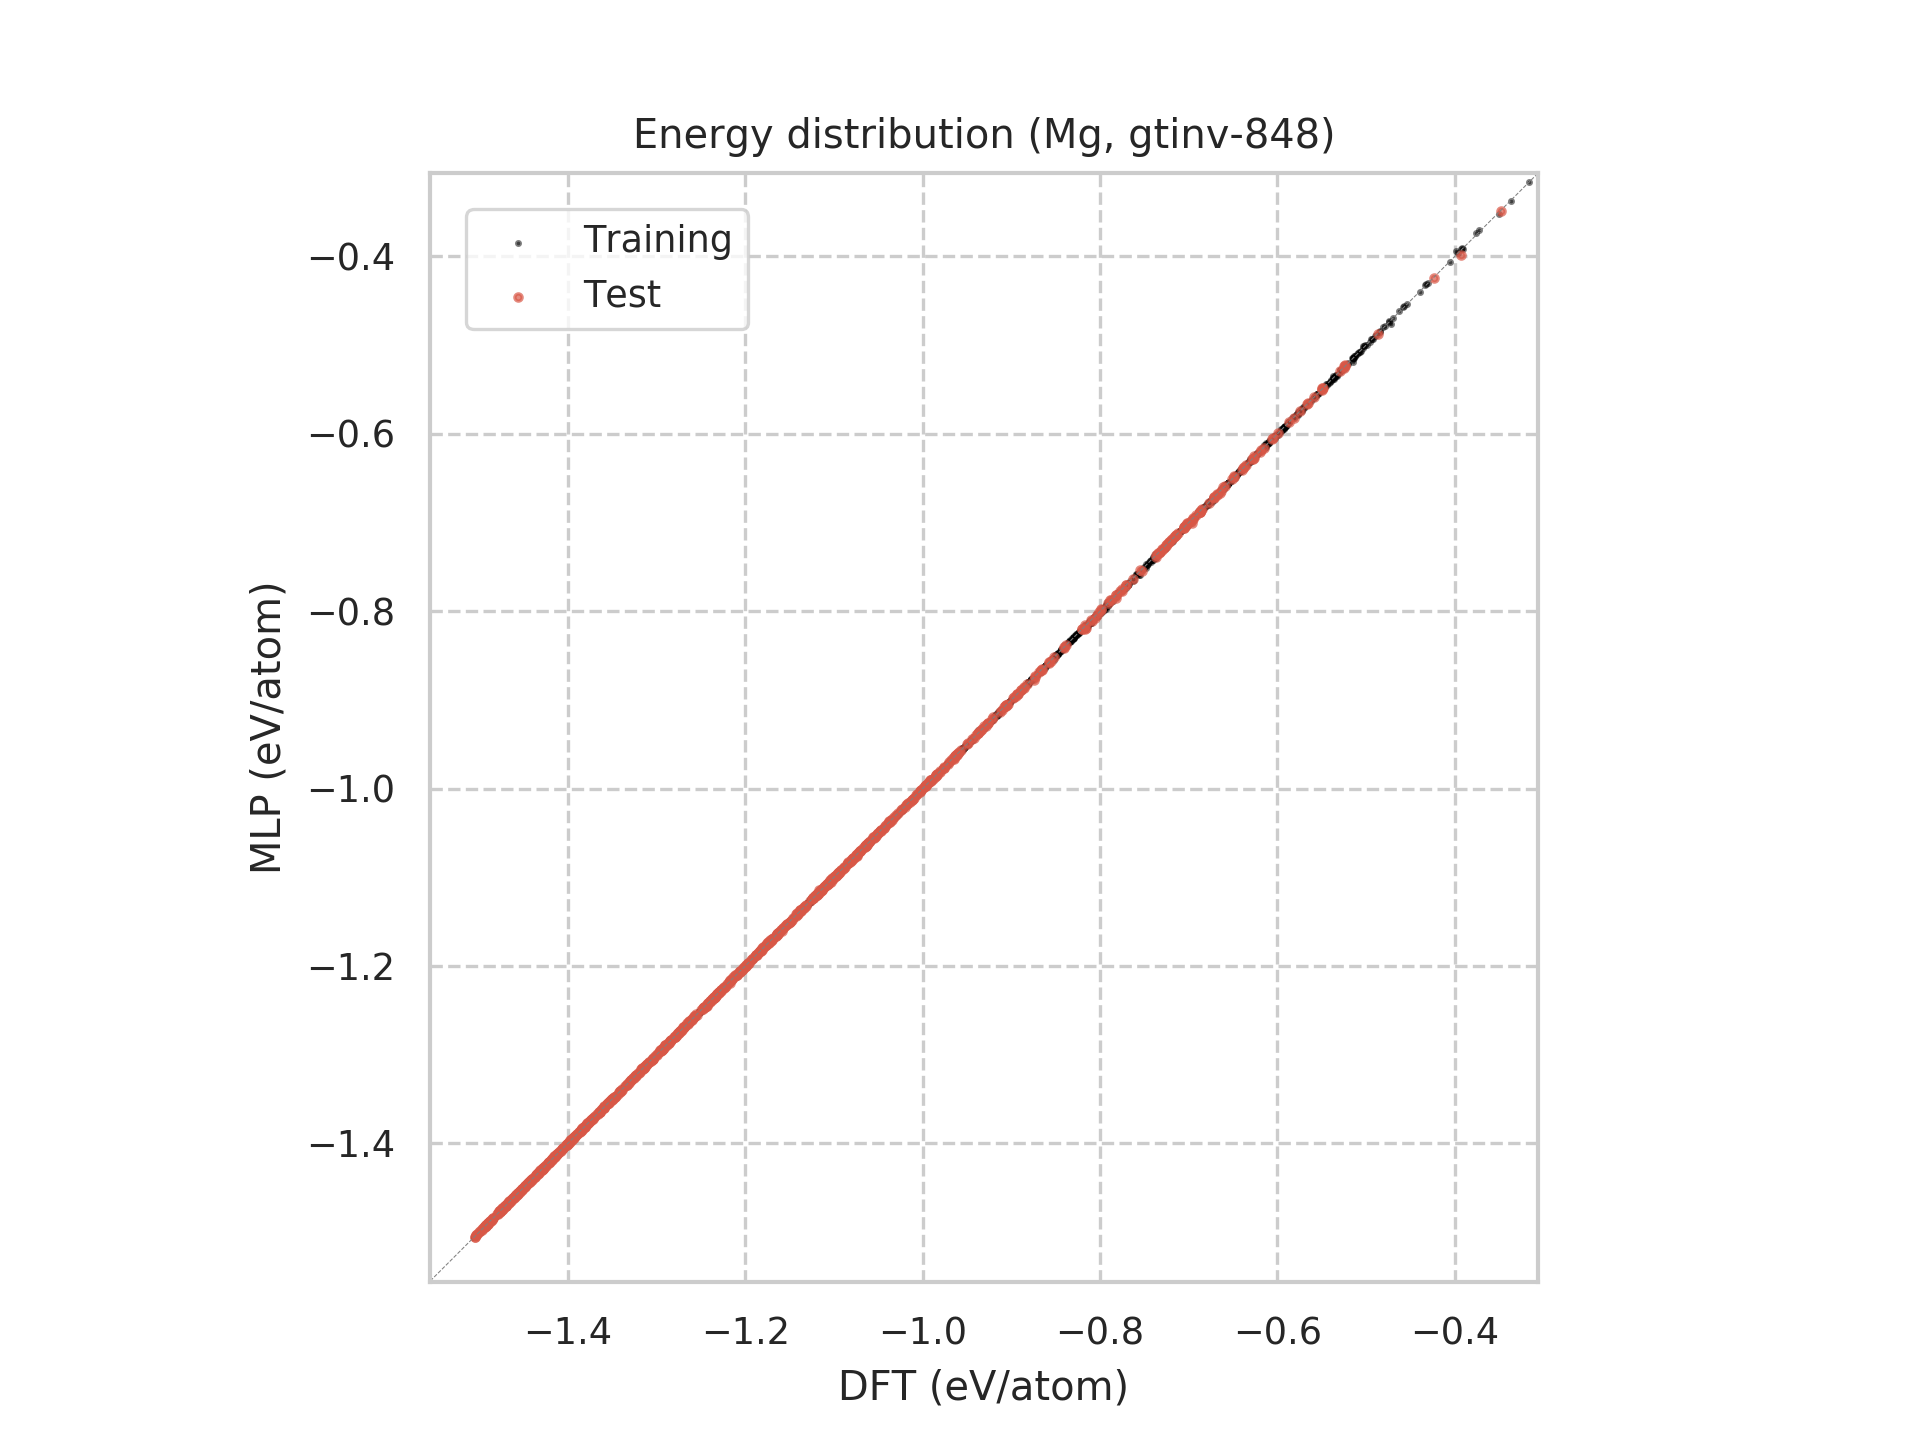 Energy distribution (Mg, gtinv-848)
Training
Test
−0.4
−0.6
−0.8
−1.0
−1.2
−1.4
MLP (eV/atom)
−1.4 −1.2 −1.0 −0.8 −0.6 −0.4
DFT (eV/atom)